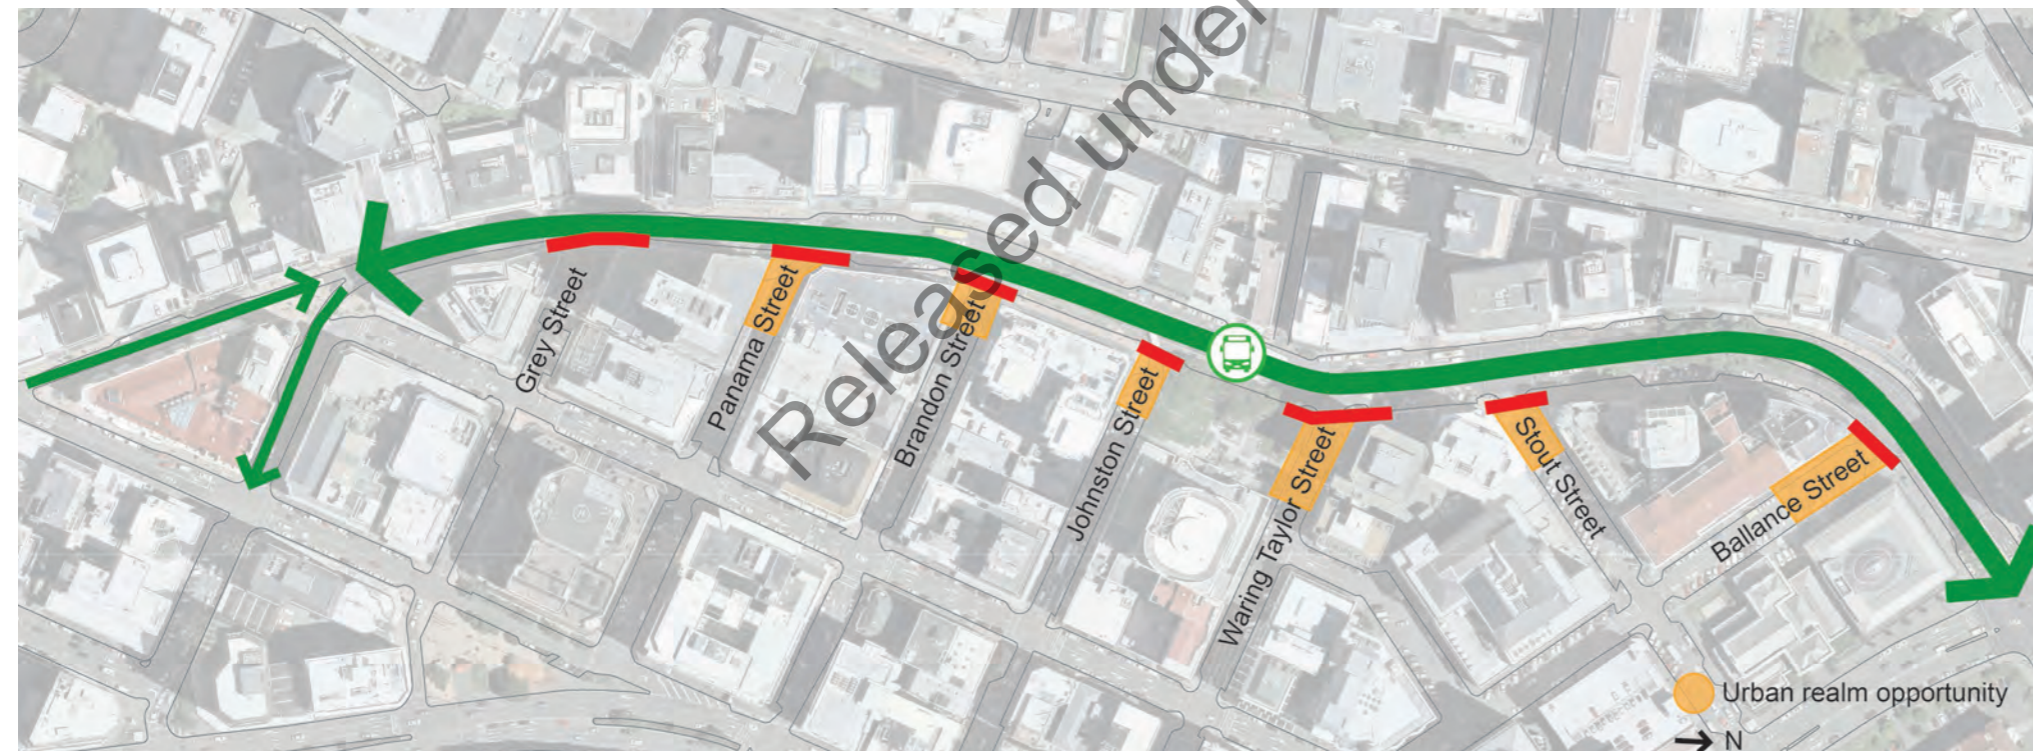 Released under
Grey Street
Panama Street
Brandon Street
Johnston Street
Waring Taylor Street
Stout Street
Ballance Street
Urban realm opportunity
N